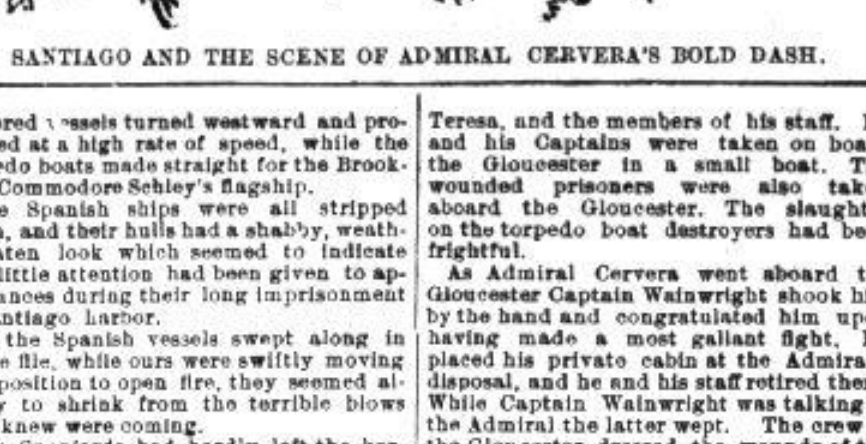 SANTIAGO AND THE SCENE OF ADMIRAL CERVERA'S BOLD DASH.
ored vessels turned westward and pro-
ed at a high rate of speed, while the
edo boats made straight for the Brook-
Commodore Schley's flagship.
e Spanish ships were all stripped
, and their hulls had a shabby, weath-
aten look which seemed to indicate
little attention had been given to ap-
ances during their long imprisonment
antiago harbor.
the Spanish vessels swept along in
e file, while ours were swiftly moving
position to open fire, they seemed al-
y to shrink from the terrible blows
knew were coming.
Teresa, and the members of his staff.
and his Captains were taken on boa
the Gloucester in a small boat. T
wounded prisoners were also tak
aboard the Gloucester. The slaught
on the torpedo boat destroyers had be
frightful.
As Admiral Cervera went aboard t
Gloucester Captain Wainwright shook hi
by the hand and congratulated him up
having made a most gallant fight,
placed his private cabin at the Admira
disposal, and he and his staff retired the
While Captain Wainwright was talking
the Admiral the latter wept. The crew